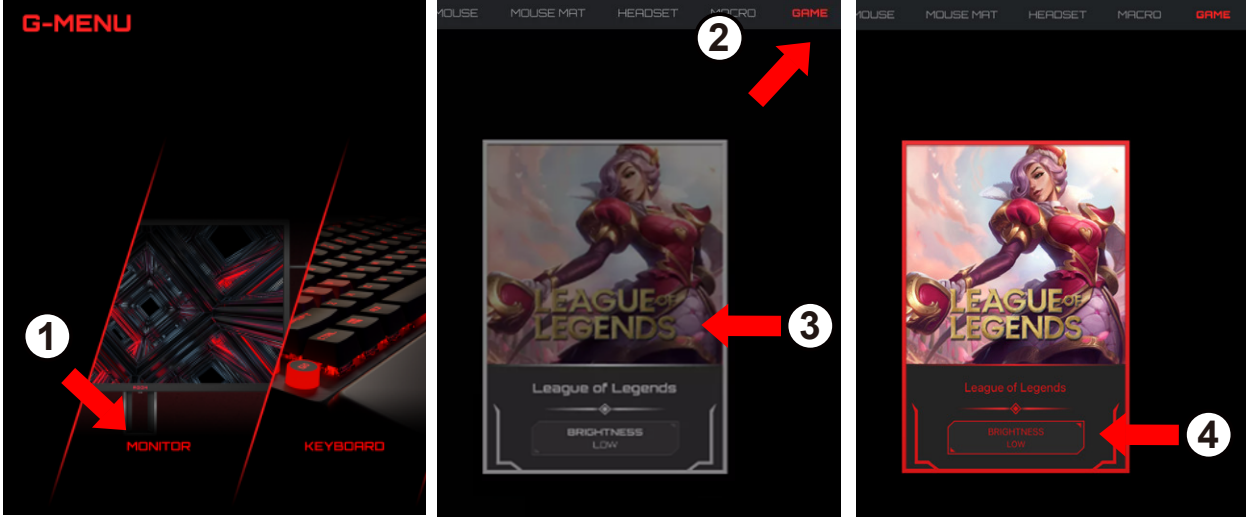 G-MENU
1
MONITOR
KEYBOARD
MOUSE MOUSE MAT HEADSET MACRO GAME
2
LEAGUE OF
LEGENDS
3
League of Legends
BRIGHTNESS
LOW
MOUSE MOUSE MAT HEADSET MACRO GAME
LEAGUE OF
LEGENDS
League of Legends
BRIGHTNESS
LOW
4